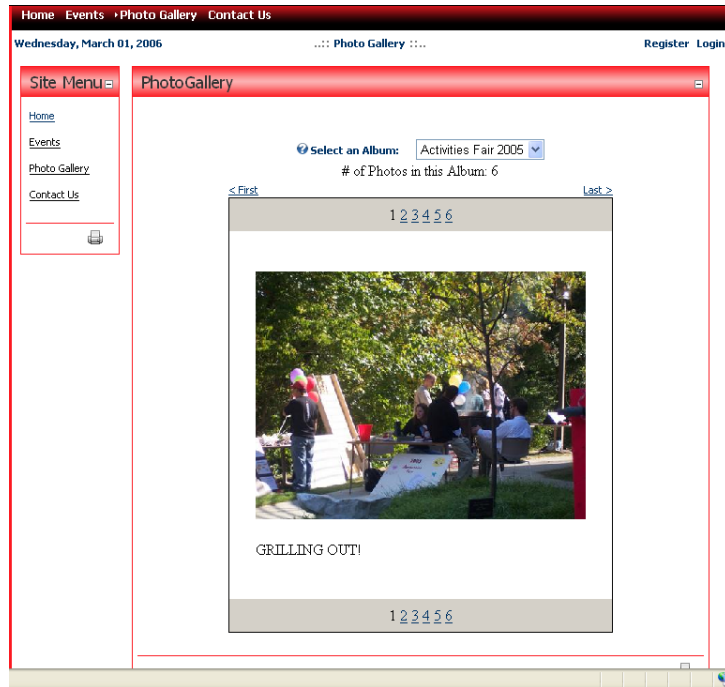 Home Events Photo Gallery Contact Us
Wednesday, March 01, 2006 ..:: Photo Gallery ::.. Register Login
Site Menu
PhotoGallery
Home
Events
Photo Gallery
Contact Us
Select an Album: Activities Fair 2005
# of Photos in this Album: 6
< First Last >
1 2 3 4 5 6
GRILLING OUT!
1 2 3 4 5 6